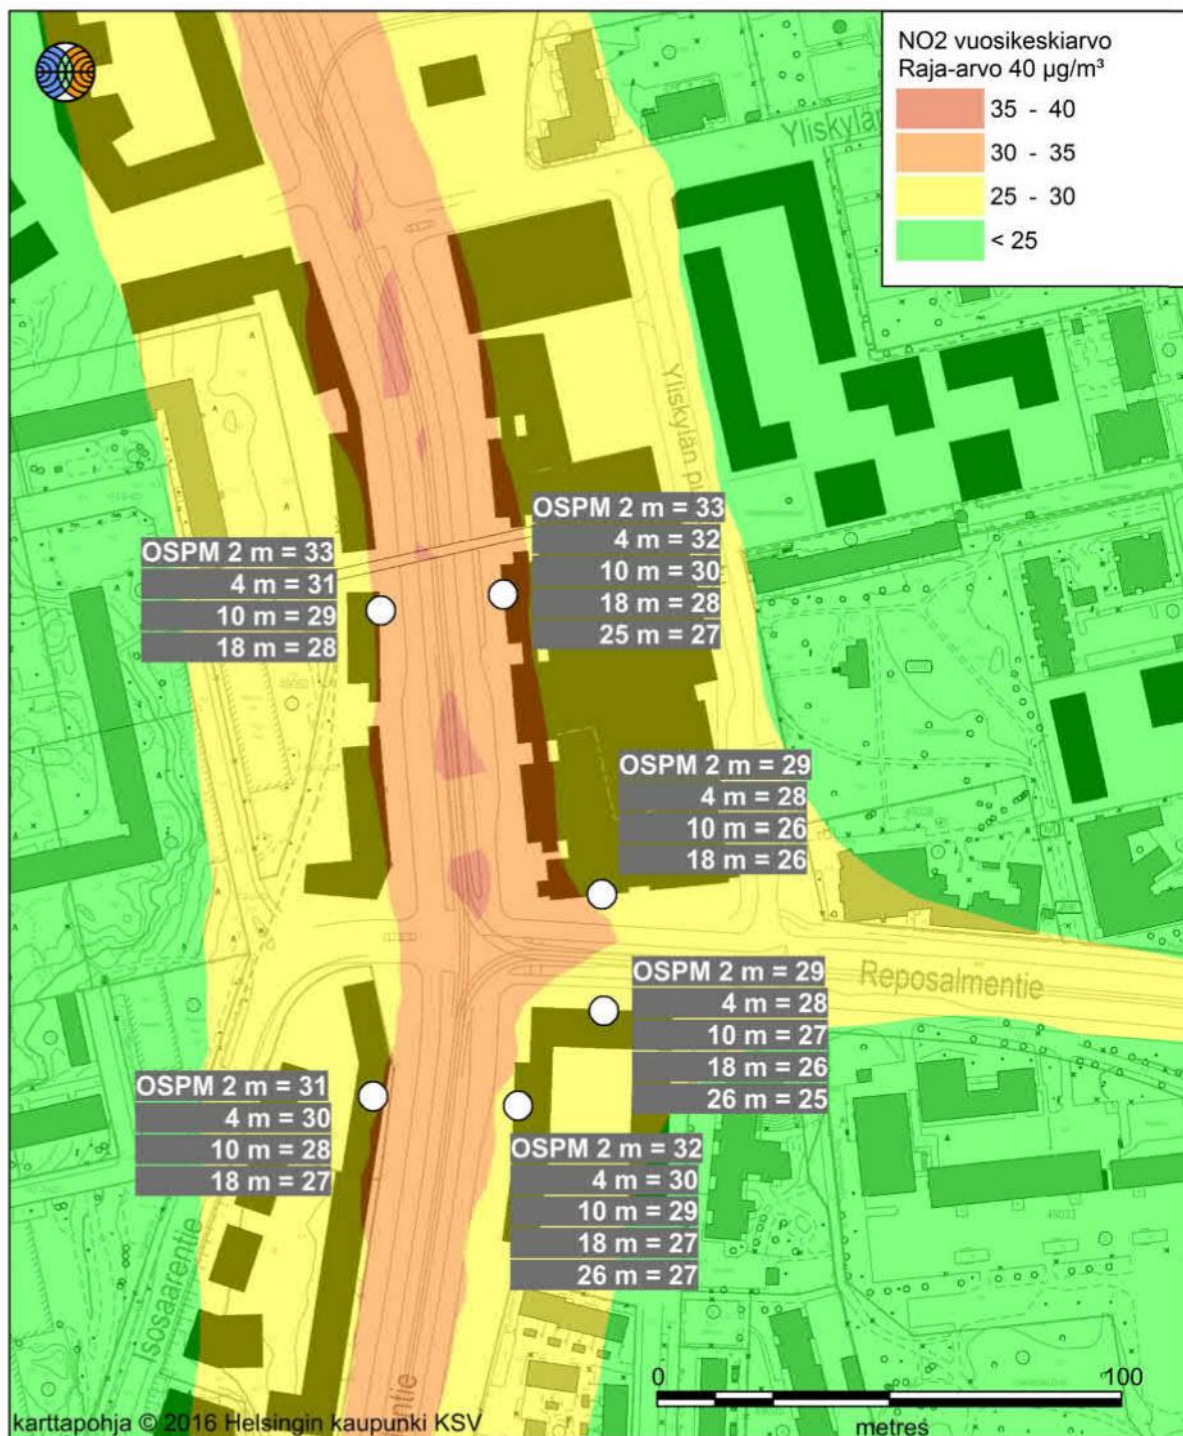 NO2 vuosikeskiarvo
Raja-arvo 40 µg/m³
35 - 40
30 - 35
25 - 30
< 25
Yliskylän
Yliskylän
OSPM 2 m = 33
4 m = 32
10 m = 30
18 m = 28
25 m = 27
OSPM 2 m = 33
4 m = 31
10 m = 29
18 m = 28
OSPM 2 m = 29
4 m = 28
10 m = 26
18 m = 26
Reposalmentie
OSPM 2 m = 29
4 m = 28
10 m = 27
18 m = 26
26 m = 25
OSPM 2 m = 31
4 m = 30
10 m = 28
18 m = 27
OSPM 2 m = 32
4 m = 30
10 m = 29
18 m = 27
26 m = 27
49023
Isosaarentie
0 100
metres
karttapohja © 2016 Helsingin kaupunki KSV